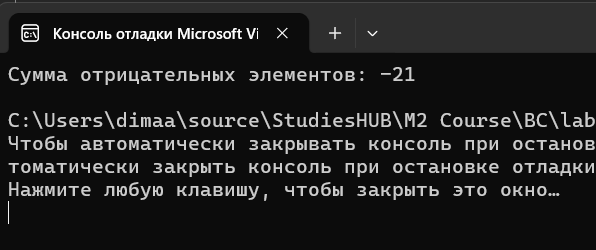 Консоль отладки Microsoft Vi
Сумма отрицательных элементов: -21
C:\Users\dimaa\source\StudiesHUB\M2 Course\BC\lab
Чтобы автоматически закрывать консоль при останов
томатически закрыть консоль при остановке отладки
Нажмите любую клавишу, чтобы закрыть это окно…